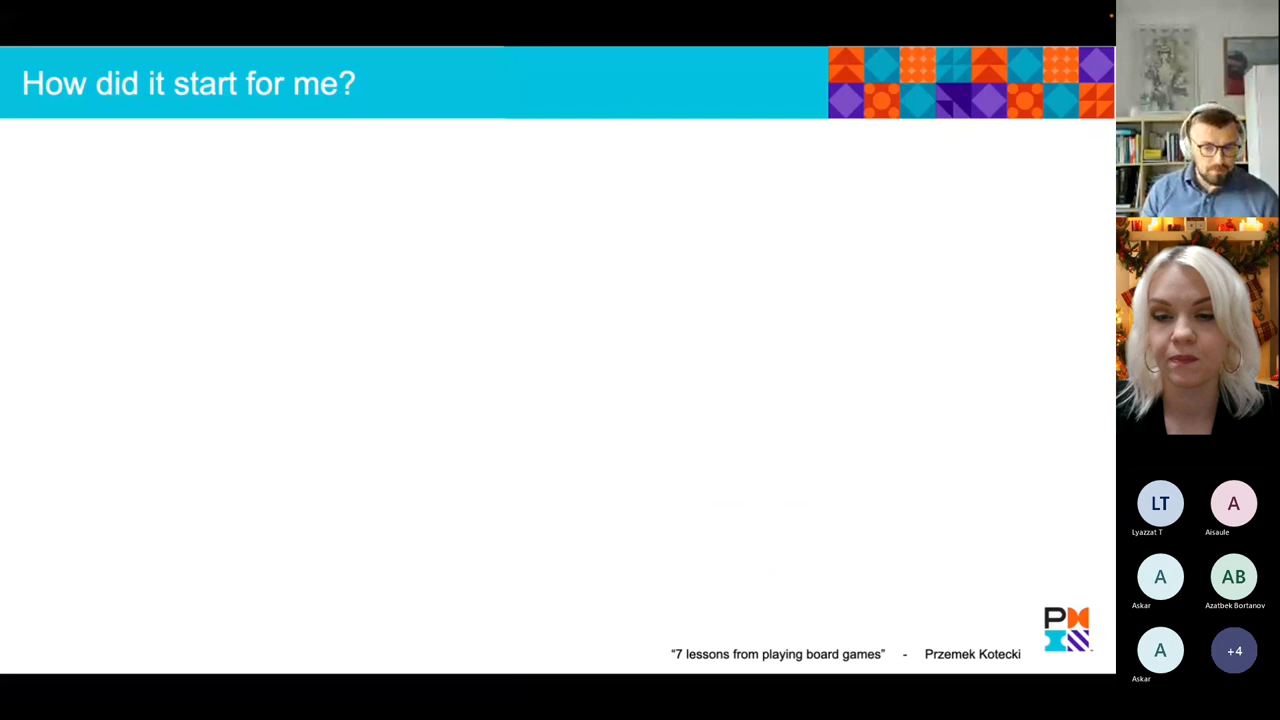 How did it start for me?
"7 lessons from playing board games" - Przemek Kotecki
PM
LT
A
Lyazzat T
Aisaule
A
AB
Askar
Azatbek Bortanov
A
+4
Askar